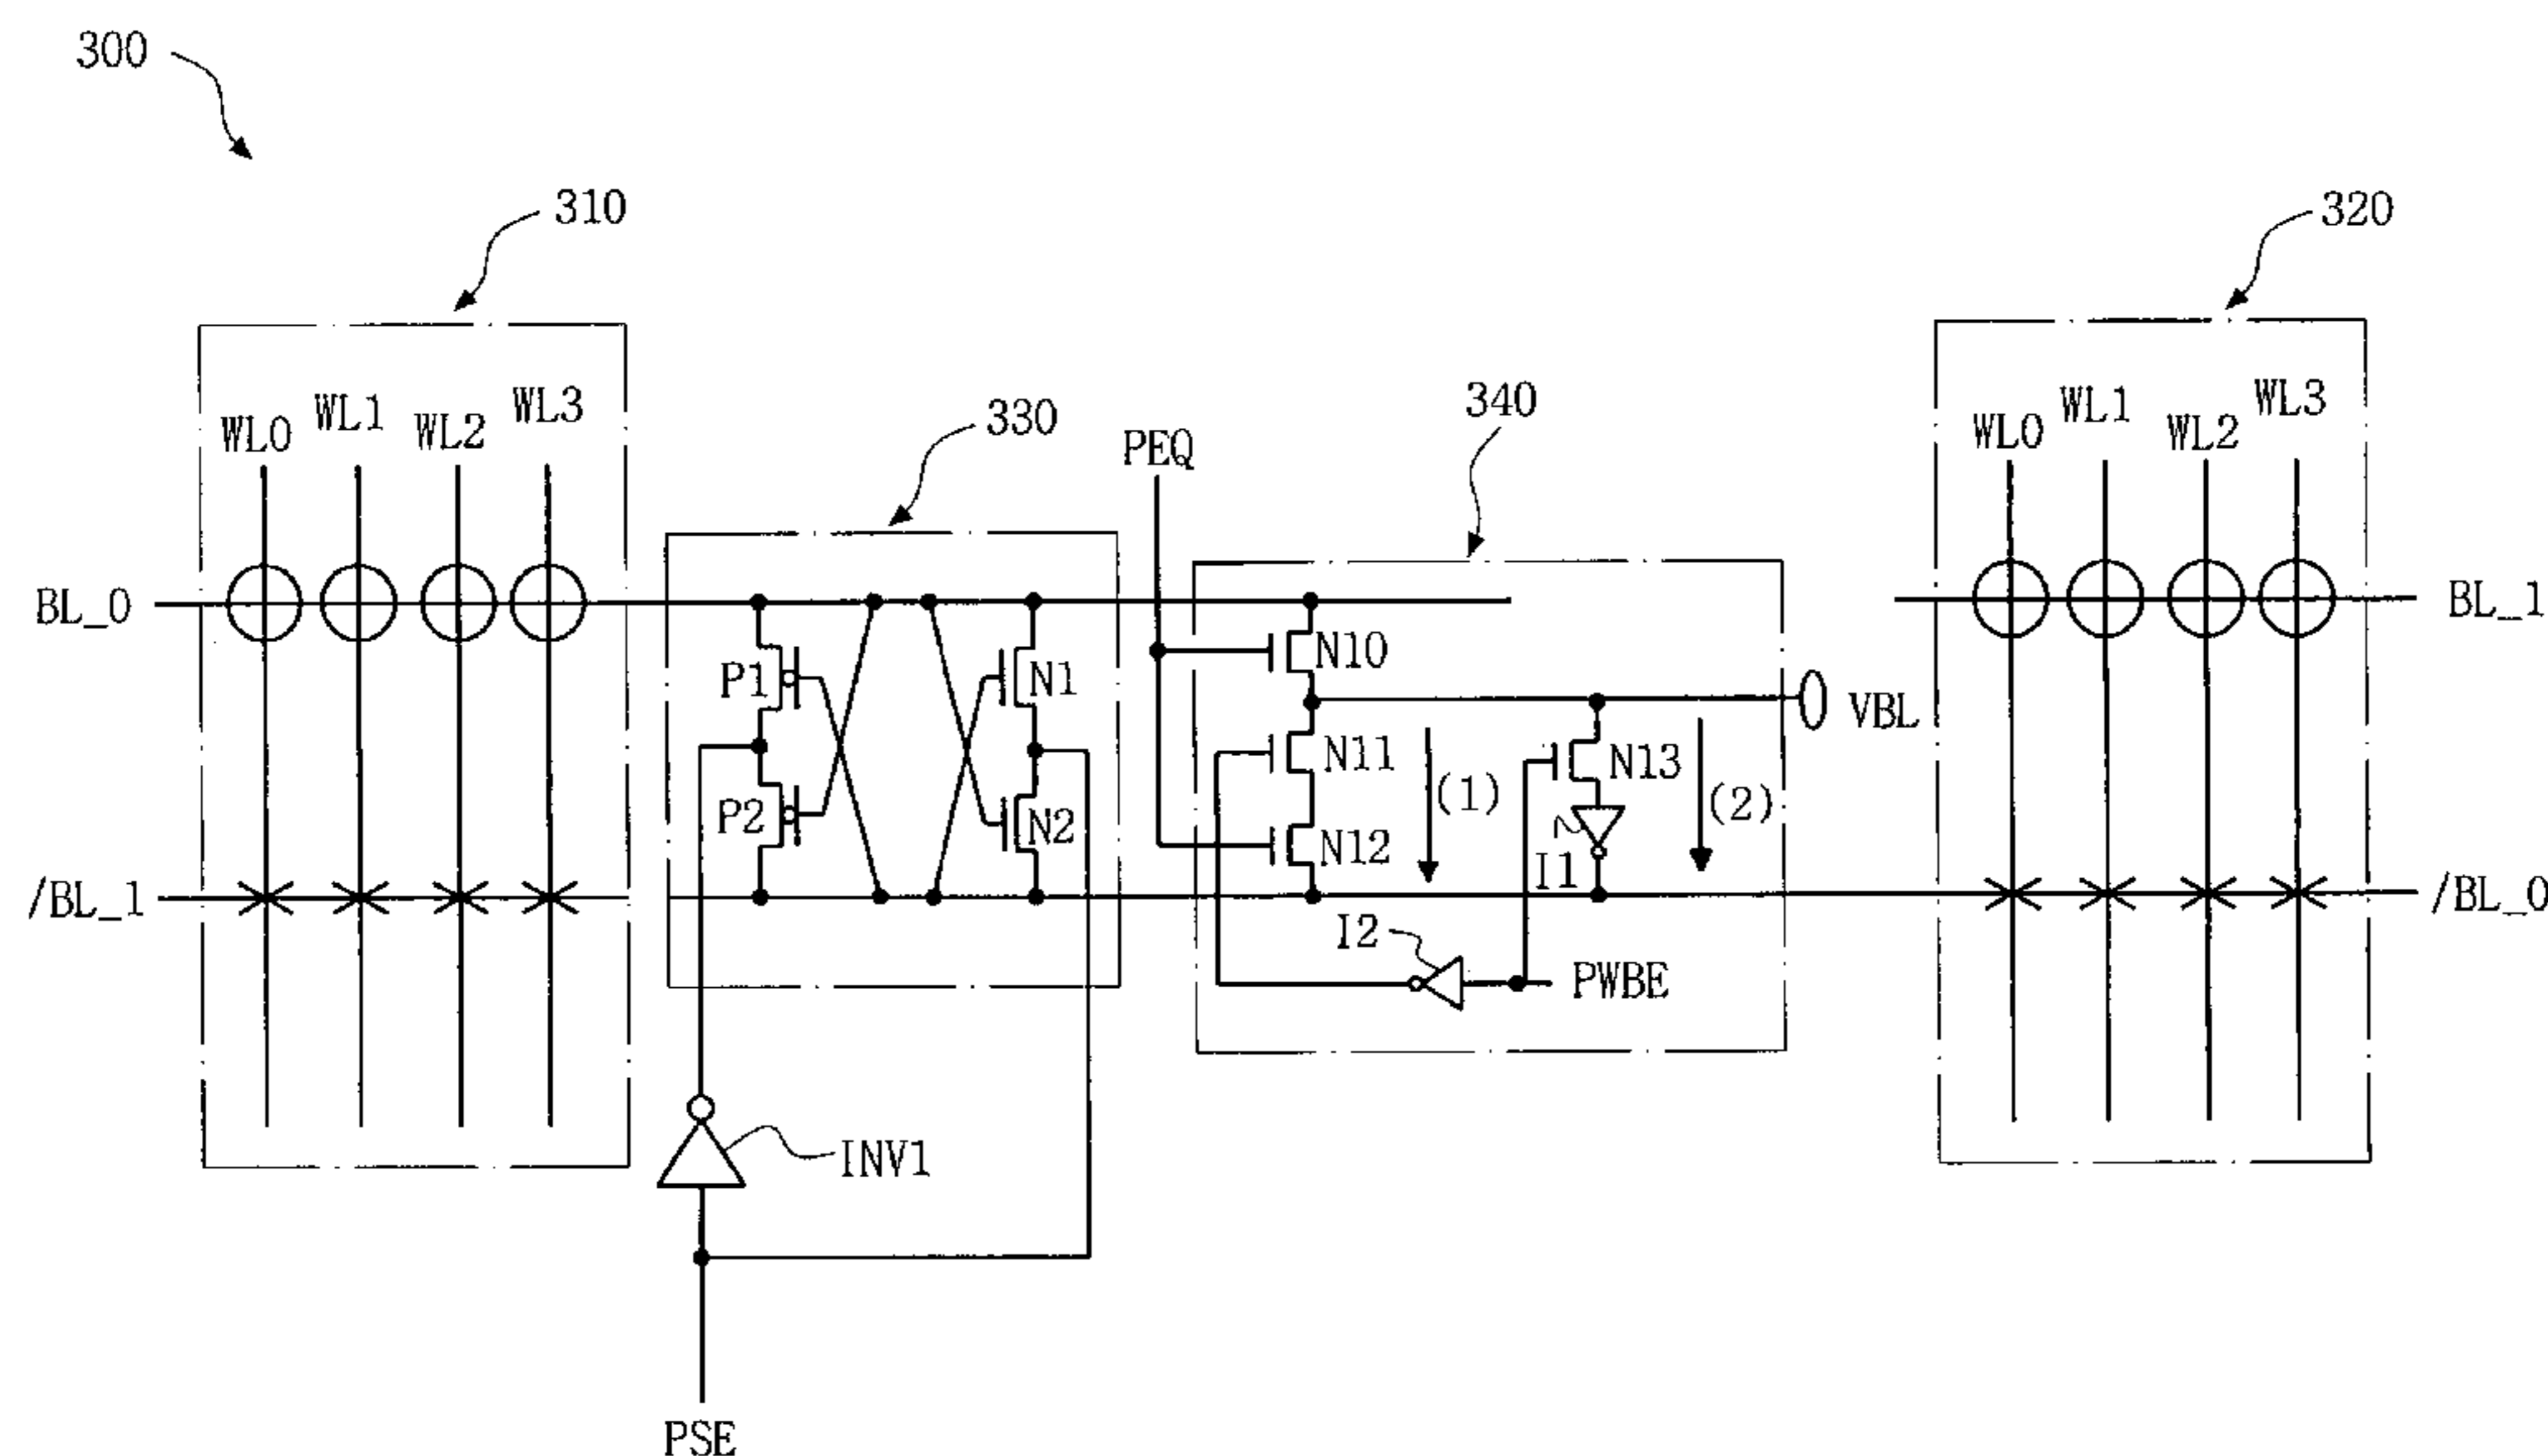 300
310
320
WL0
WL1
WL2
WL3
330
PEQ
340
WL0
WL1
WL2
WL3
BL_0
BL_1
P1
N1
N10
VBL
P2
N2
N11
(1)
N13
(2)
N12
I1
/BL_1
/BL_0
I2
PWBE
INV1
PSE